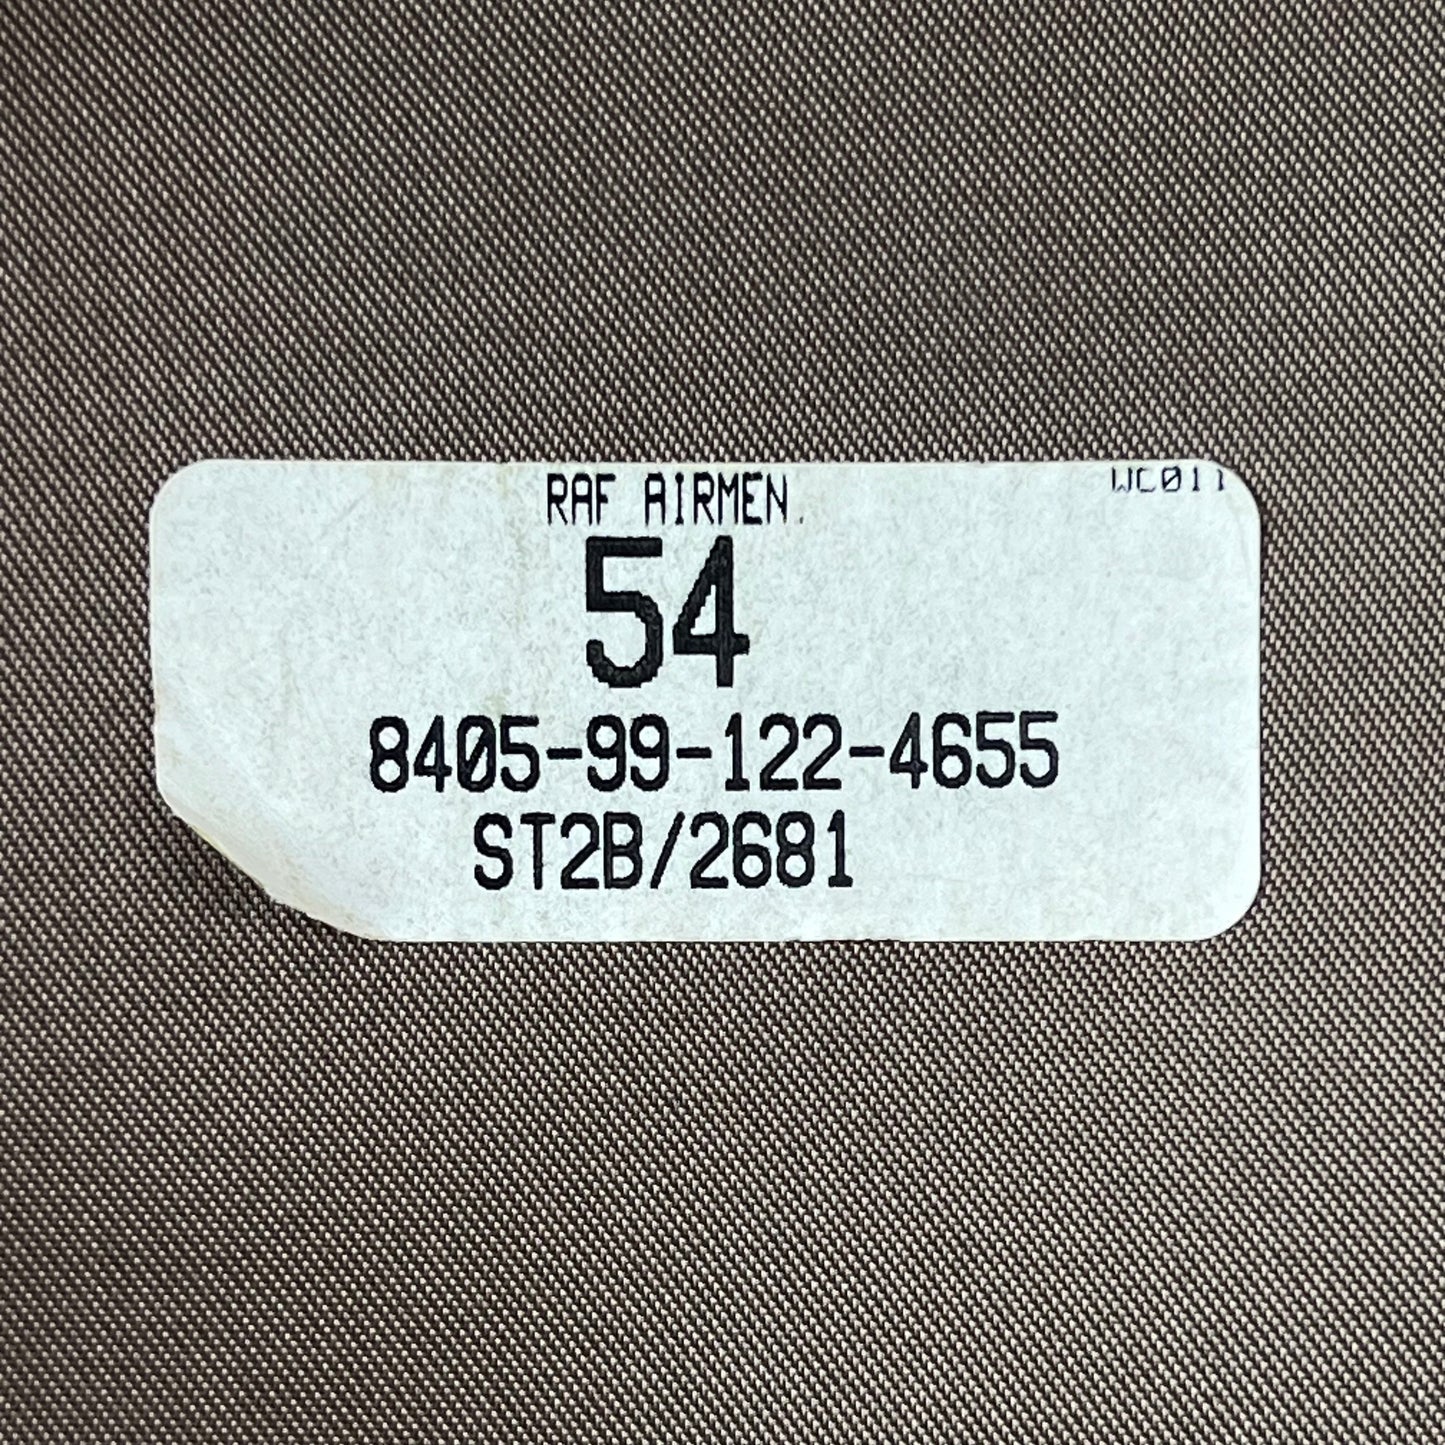 RAF AIRMEN.
WC011
54
8405-99-122-4655
ST2B/2681